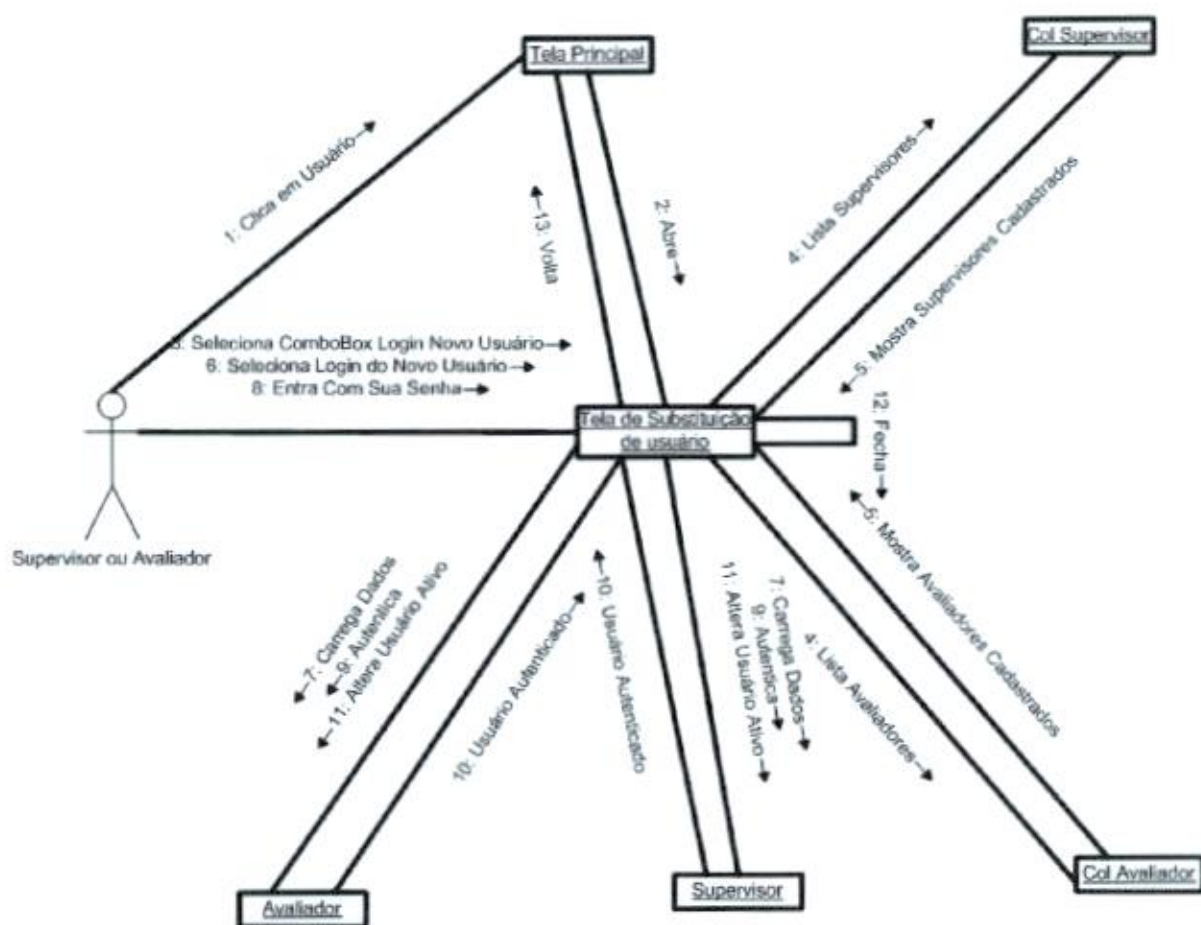 Tela Principal
Col Supervisor
1: Clica em Usuário
13: Volta
2: Abre
4: Lista Supervisores
5: Mostra Supervisores Cadastrados
3: Seleciona ComboBox Login Novo Usuário
6: Seleciona Login do Novo Usuário
8: Entra Com Sua Senha
Tela de Substituição
de usuário
12: Fecha
Supervisor ou Avaliador
7: Carrega Dados
9: Autentica
11: Altera Usuário Ativo
10: Usuário Autenticado
10: Usuário Autenticado
7: Carrega Dados
9: Autentica
11: Altera Usuário Ativo
4: Lista Avaliadores
5: Mostra Avaliadores Cadastrados
Avaliador
Supervisor
Col Avaliador